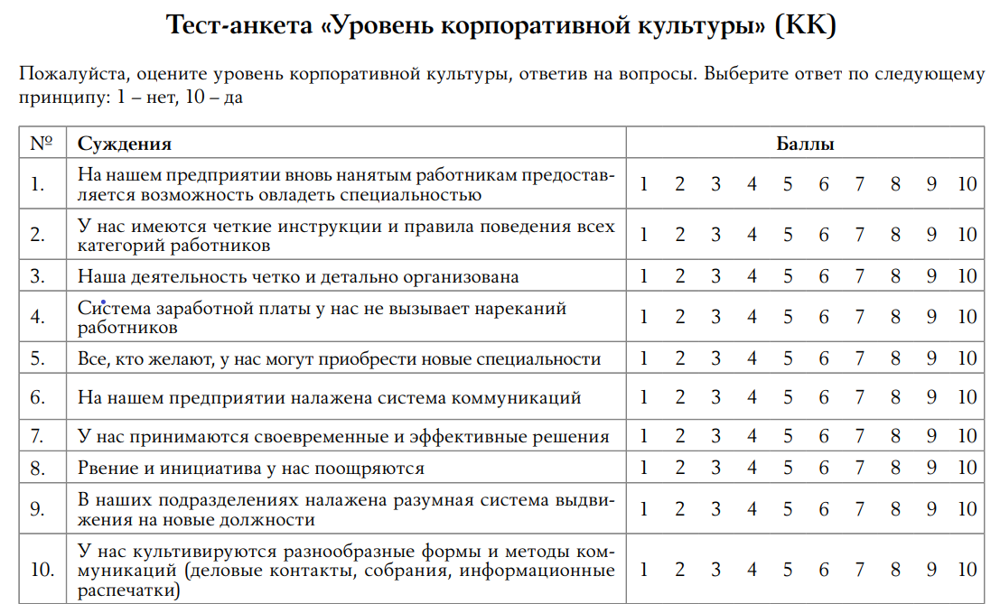 Тест-анкета «Уровень корпоративной культуры» (КК)
Пожалуйста, оцените уровень корпоративной культуры, ответив на вопросы. Выберите ответ по следующему
принципу: 1 – нет, 10 – да
№ Суждения Баллы
1. На нашем предприятии вновь нанятым работникам предостав-
ляется возможность овладеть специальностью 1 2 3 4 5 6 7 8 9 10
2. У нас имеются четкие инструкции и правила поведения всех
категорий работников 1 2 3 4 5 6 7 8 9 10
3. Наша деятельность четко и детально организована 1 2 3 4 5 6 7 8 9 10
4. Система заработной платы у нас не вызывает нареканий
работников 1 2 3 4 5 6 7 8 9 10
5. Все, кто желают, у нас могут приобрести новые специальности 1 2 3 4 5 6 7 8 9 10
6. На нашем предприятии налажена система коммуникаций 1 2 3 4 5 6 7 8 9 10
7. У нас принимаются своевременные и эффективные решения 1 2 3 4 5 6 7 8 9 10
8. Рвение и инициатива у нас поощряются 1 2 3 4 5 6 7 8 9 10
9. В наших подразделениях налажена разумная система выдви-
жения на новые должности 1 2 3 4 5 6 7 8 9 10
10. У нас культивируются разнообразные формы и методы ком-
муникаций (деловые контакты, собрания, информационные
распечатки) 1 2 3 4 5 6 7 8 9 10